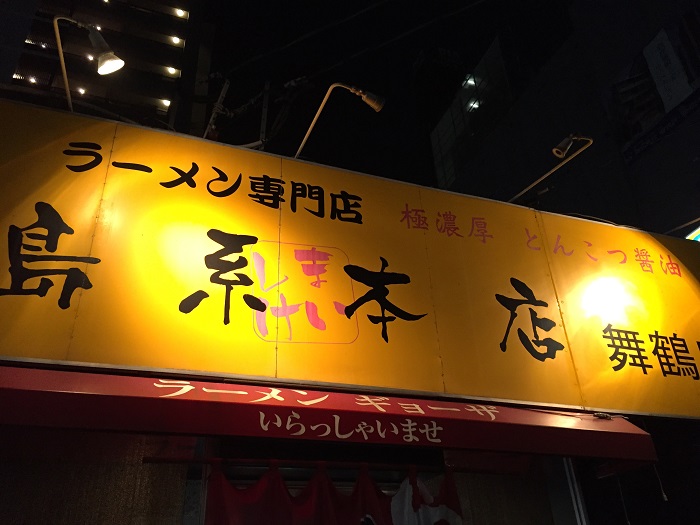 ラーメン専門店
極濃厚 とんこつ醤油
島系本店
しまけい
舞鶴
ラーメン ギョーザ
いらっしゃいませ